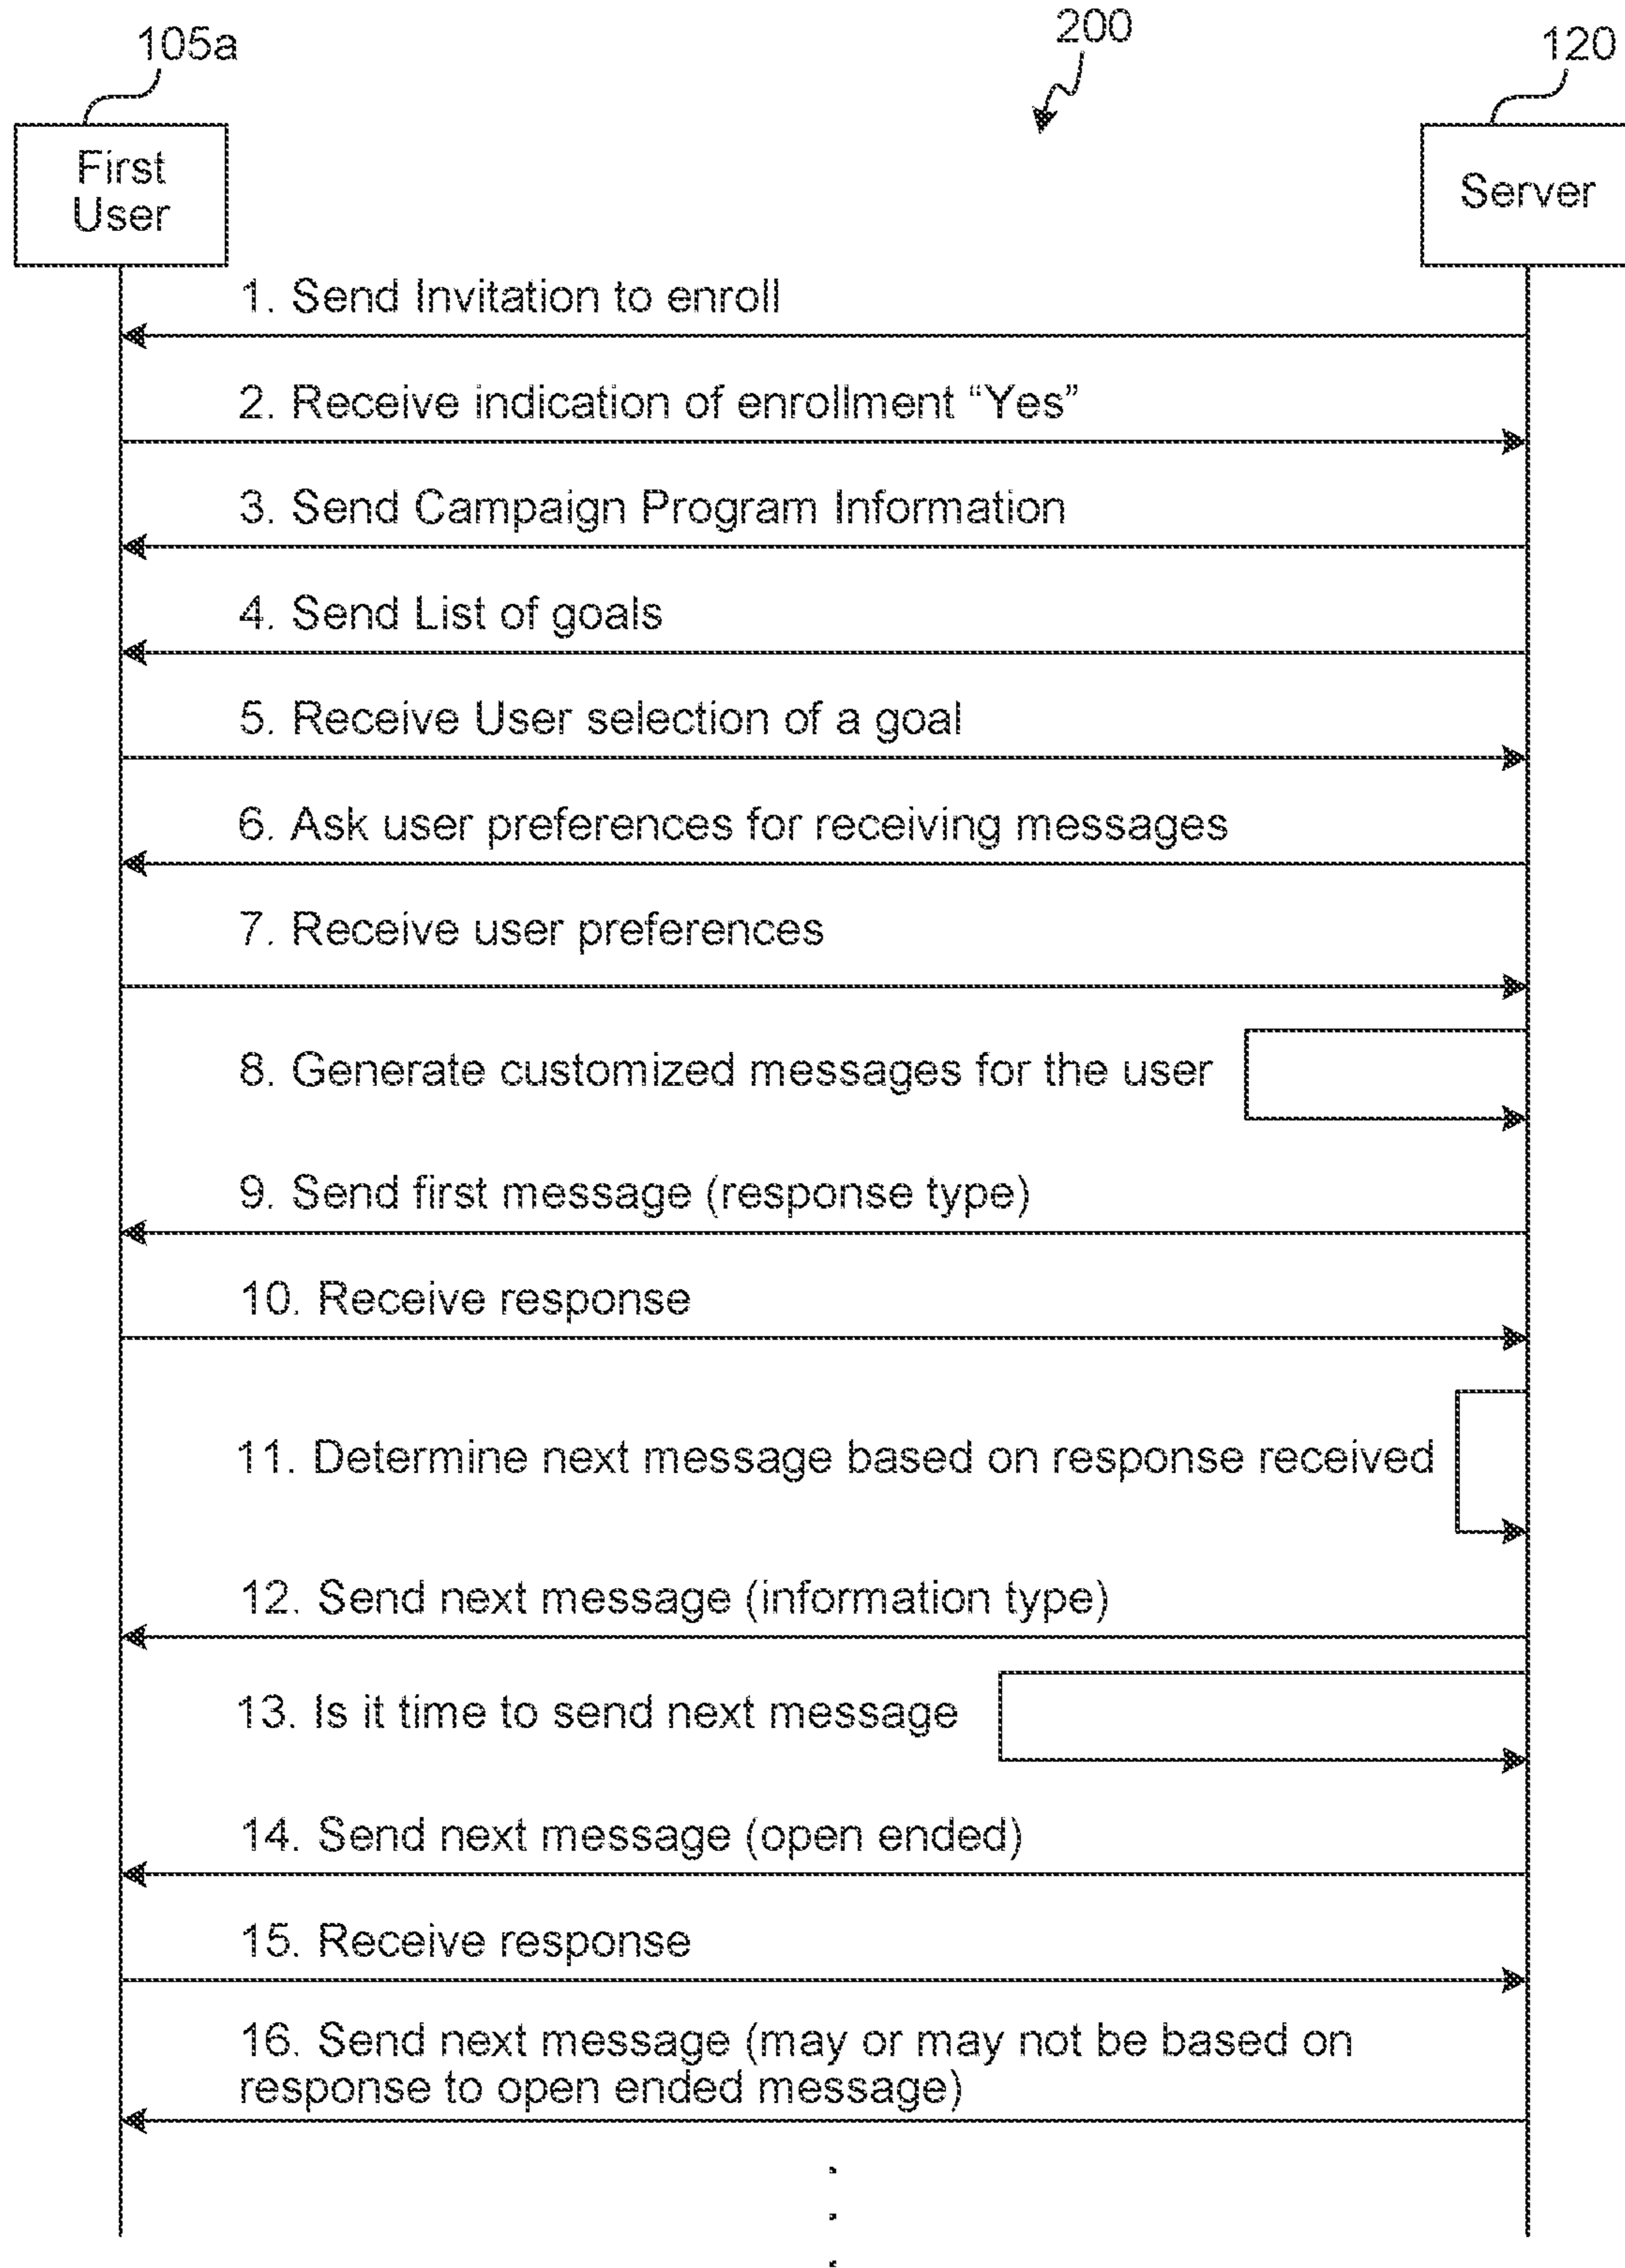 105a
200
120
First
User
Server
1. Send Invitation to enroll
2. Receive indication of enrollment “Yes”
3. Send Campaign Program Information
4. Send List of goals
5. Receive User selection of a goal
6. Ask user preferences for receiving messages
7. Receive user preferences
8. Generate customized messages for the user
9. Send first message (response type)
10. Receive response
11. Determine next message based on response received
12. Send next message (information type)
13. Is it time to send next message
14. Send next message (open ended)
15. Receive response
16. Send next message (may or may not be based on
response to open ended message)